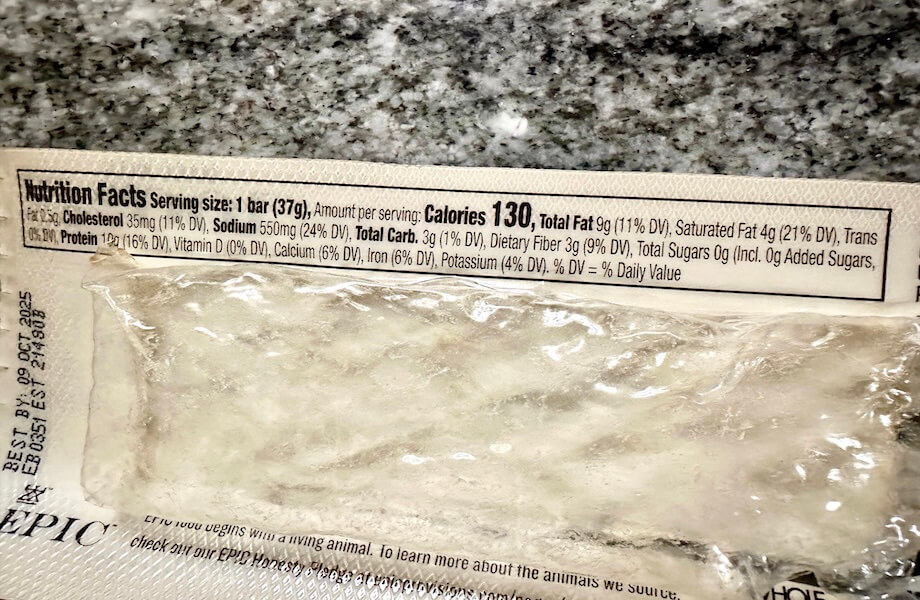 Nutrition Facts Serving size: 1 bar (37g), Amount per serving: Calories 130, Total Fat 9g (11% DV), Saturated Fat 4g (21% DV), Trans
Fat 0.5g, Cholesterol 35mg (11% DV), Sodium 550mg (24% DV), Total Carb. 3g (1% DV), Dietary Fiber 3g (9% DV), Total Sugars 0g (Incl. 0g Added Sugars,
0% DV), Protein 10g (16% DV), Vitamin D (0% DV), Calcium (6% DV), Iron (6% DV), Potassium (4% DV). % DV = % Daily Value
BEST BY: 09 OCT 2025
EB0351 EST 21480B
EPIC
EPIC food begins with a living animal. To learn more about the animals we source,
check out our EPIC Honesty Pledge at